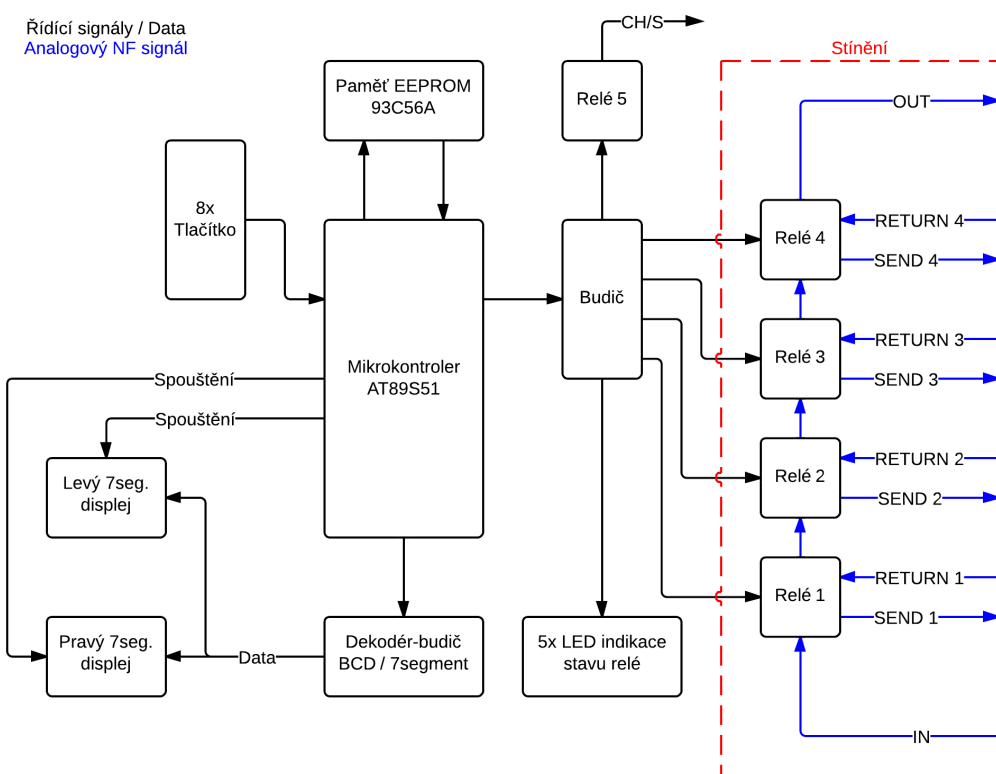 Řídící signály / Data
Analogový NF signál
CH/S
Stínění
Paměť EEPROM
93C56A
Relé 5
OUT
8x
Tlačítko
Relé 4
RETURN 4
SEND 4
Budič
Mikrokontroler
AT89S51
Relé 3
RETURN 3
SEND 3
Spouštění
Spouštění
Levý 7seg.
displej
Relé 2
RETURN 2
SEND 2
Relé 1
RETURN 1
SEND 1
Pravý 7seg.
displej
Data
Dekodér-budič
BCD / 7segment
5x LED indikace
stavu relé
IN